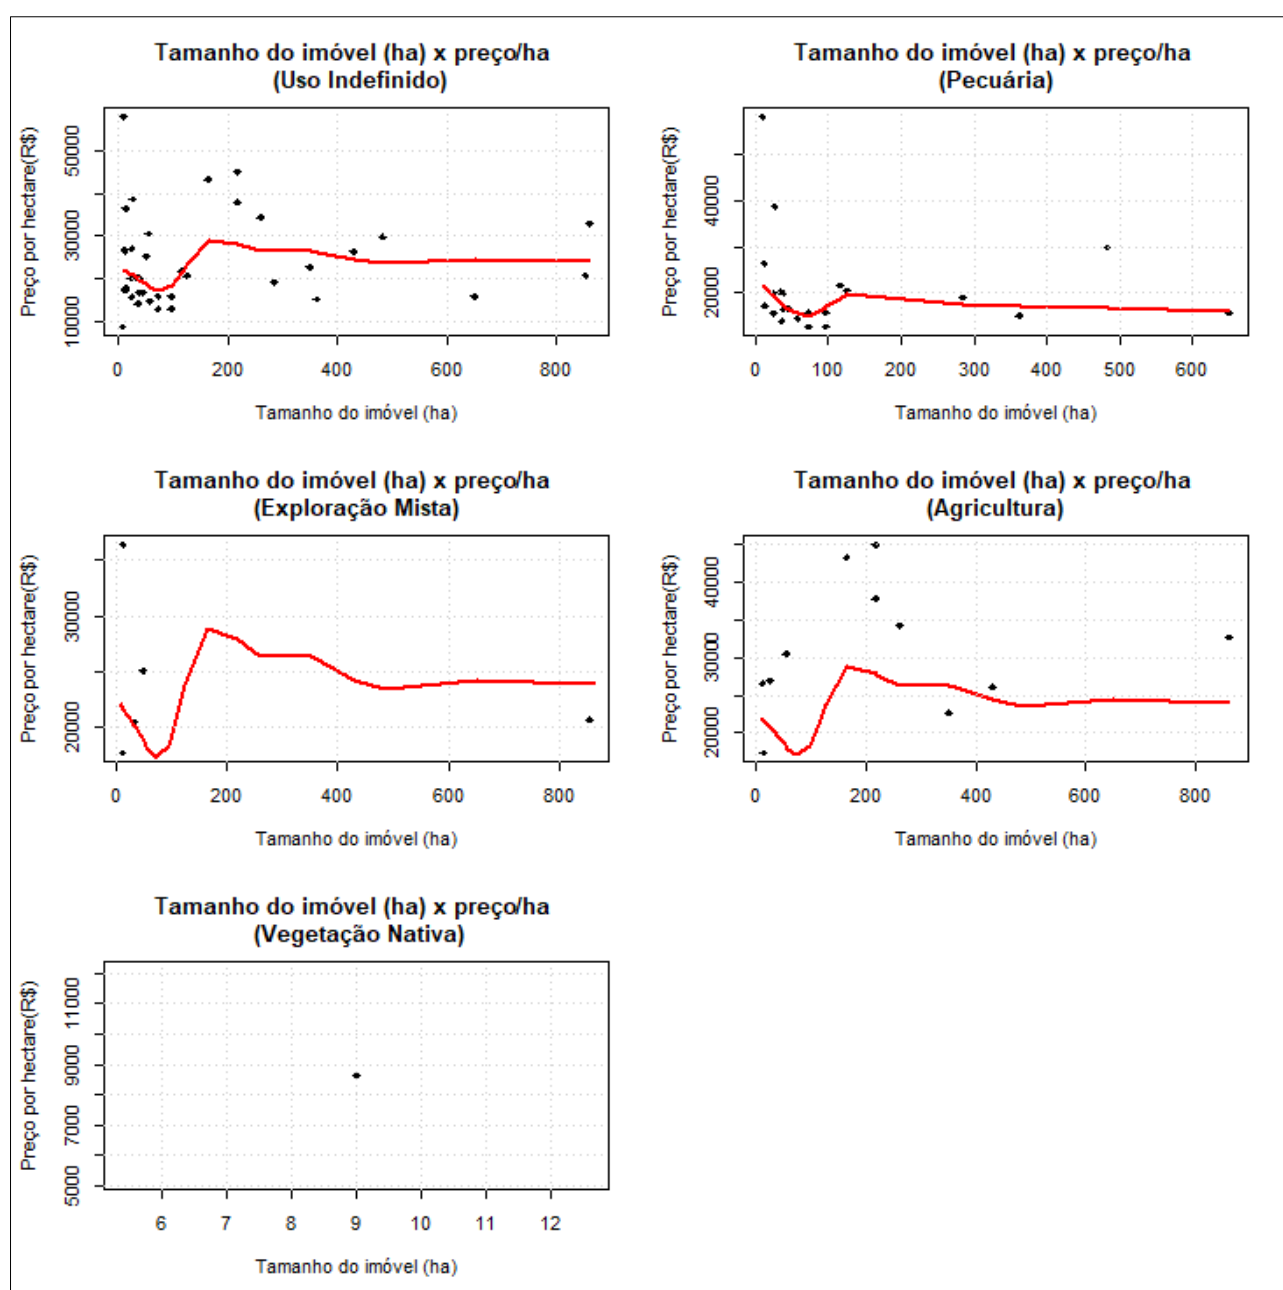 Tamanho do imóvel (ha) x preço/ha
(Uso Indefinido)
Preço por hectare(R$)
50000
30000
10000
0 200 400 600 800
Tamanho do imóvel (ha)
Tamanho do imóvel (ha) x preço/ha
(Pecuária)
Preço por hectare(R$)
40000
20000
0 100 200 300 400 500 600
Tamanho do imóvel (ha)
Tamanho do imóvel (ha) x preço/ha
(Exploração Mista)
Preço por hectare(R$)
30000
20000
0 200 400 600 800
Tamanho do imóvel (ha)
Tamanho do imóvel (ha) x preço/ha
(Agricultura)
Preço por hectare(R$)
40000
30000
20000
0 200 400 600 800
Tamanho do imóvel (ha)
Tamanho do imóvel (ha) x preço/ha
(Vegetação Nativa)
Preço por hectare(R$)
11000
9000
7000
5000
6 7 8 9 10 11 12
Tamanho do imóvel (ha)